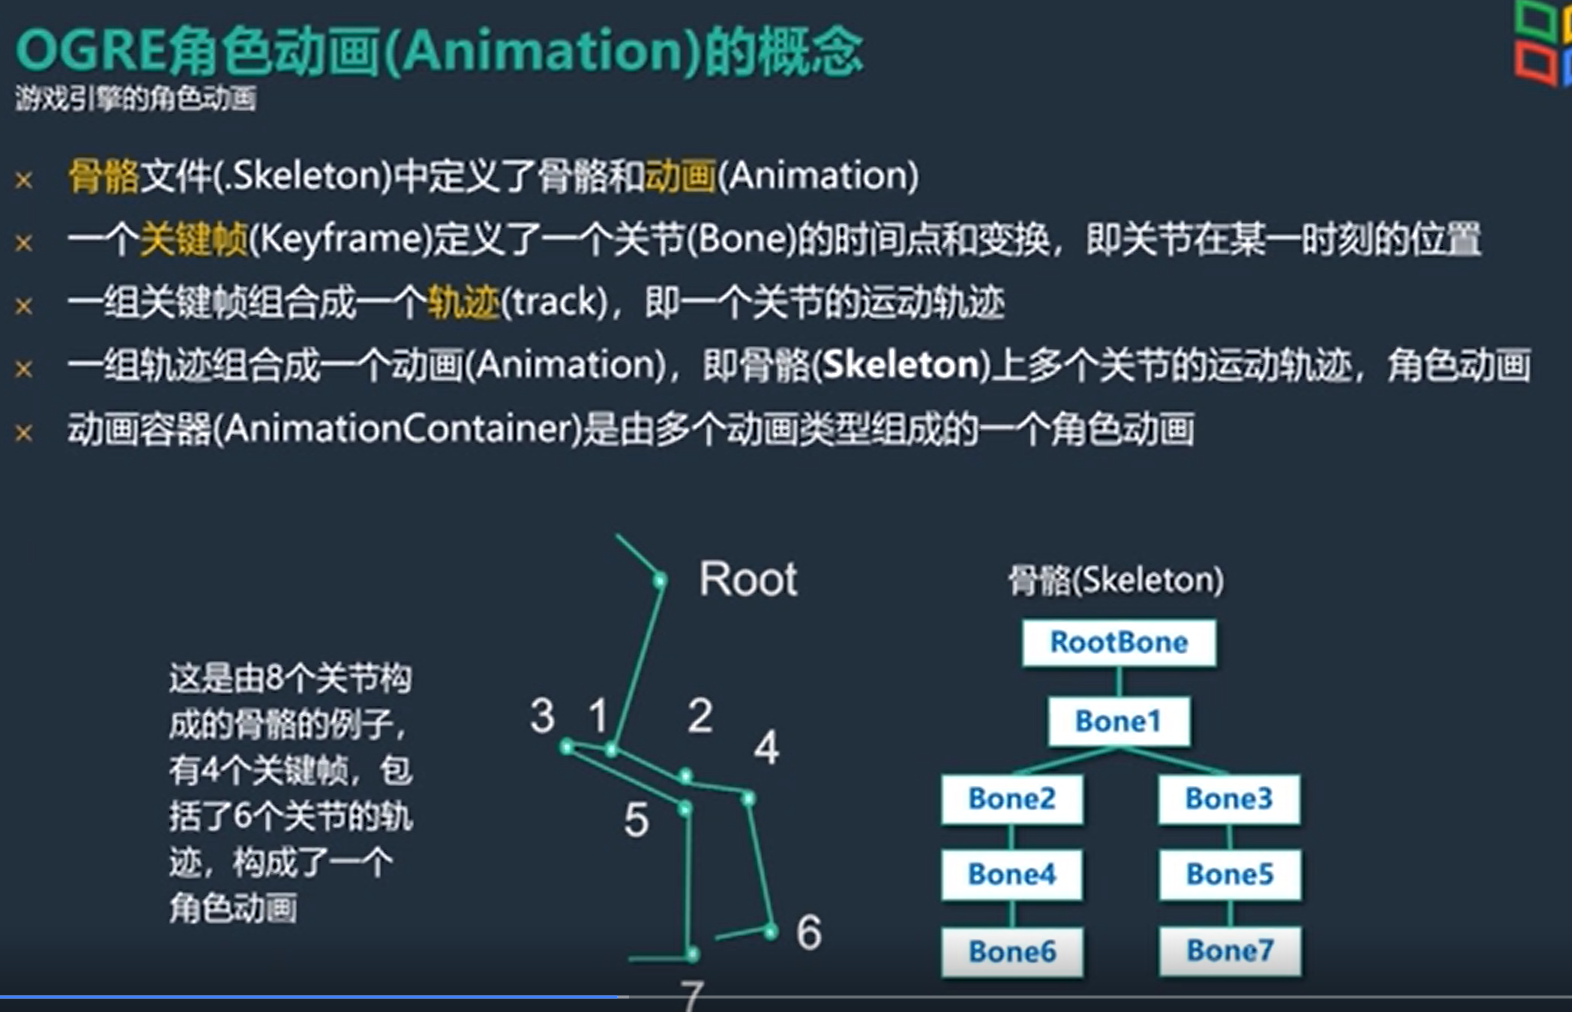 OGRE角色动画(Animation)的概念
游戏引擎的角色动画
× 骨骼文件(.Skeleton)中定义了骨骼和动画(Animation)
× 一个关键帧(Keyframe)定义了一个关节(Bone)的时间点和变换，即关节在某一时刻的位置
× 一组关键帧组合成一个轨迹(track)，即一个关节的运动轨迹
× 一组轨迹组合成一个动画(Animation)，即骨骼(Skeleton)上多个关节的运动轨迹，角色动画
× 动画容器(AnimationContainer)是由多个动画类型组成的一个角色动画
这是由8个关节构
成的骨骼的例子，
有4个关键帧，包
括了6个关节的轨
迹，构成了一个
角色动画
Root
3 1 2
4
5
6
7
骨骼(Skeleton)
RootBone
Bone1
Bone2 Bone3
Bone4 Bone5
Bone6 Bone7